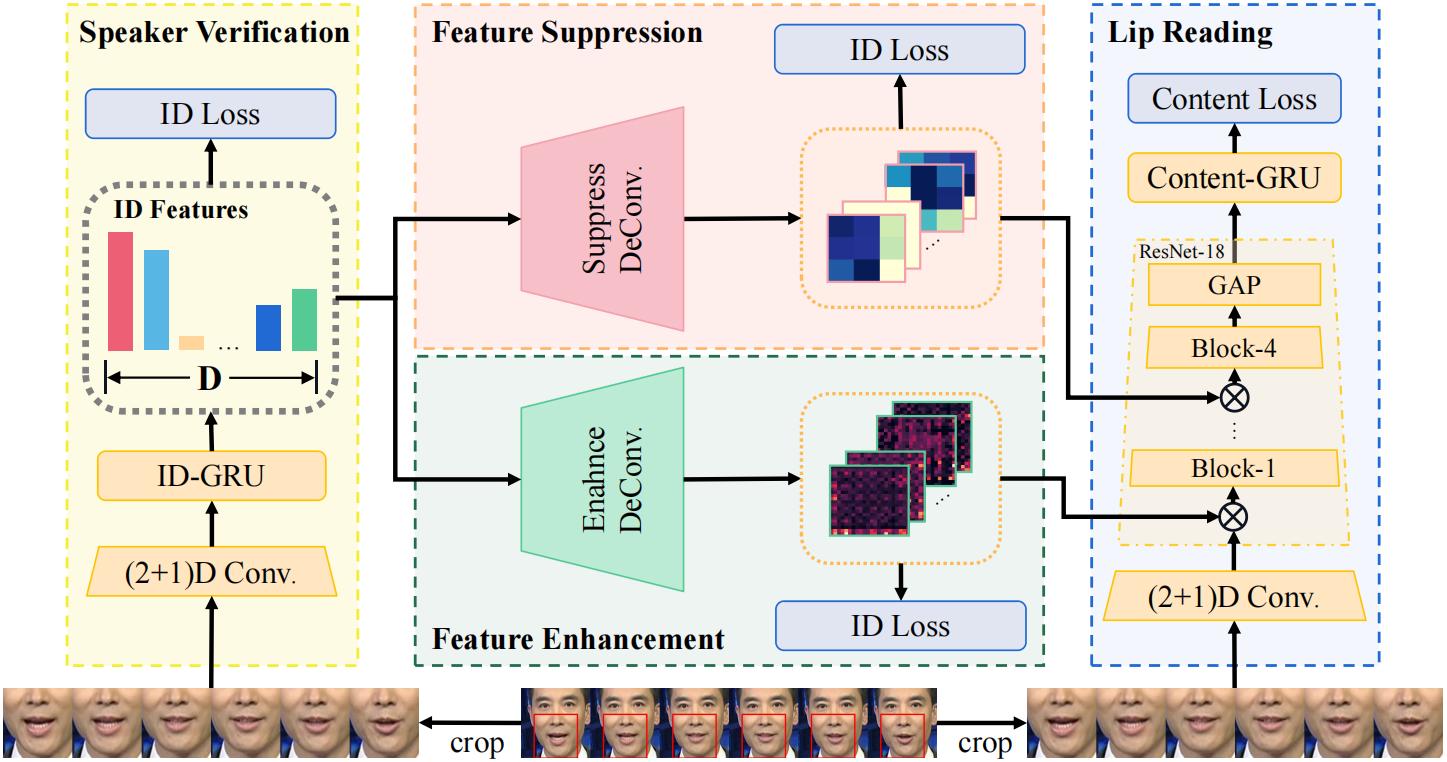 Speaker Verification
ID Loss
ID Features
...
D
ID-GRU
(2+1)D Conv.
Feature Suppression
ID Loss
Suppress
DeConv.
...
Feature Enhancement
Enahnce
DeConv.
...
ID Loss
Lip Reading
Content Loss
Content-GRU
ResNet-18
GAP
Block-4
...
Block-1
(2+1)D Conv.
crop
crop